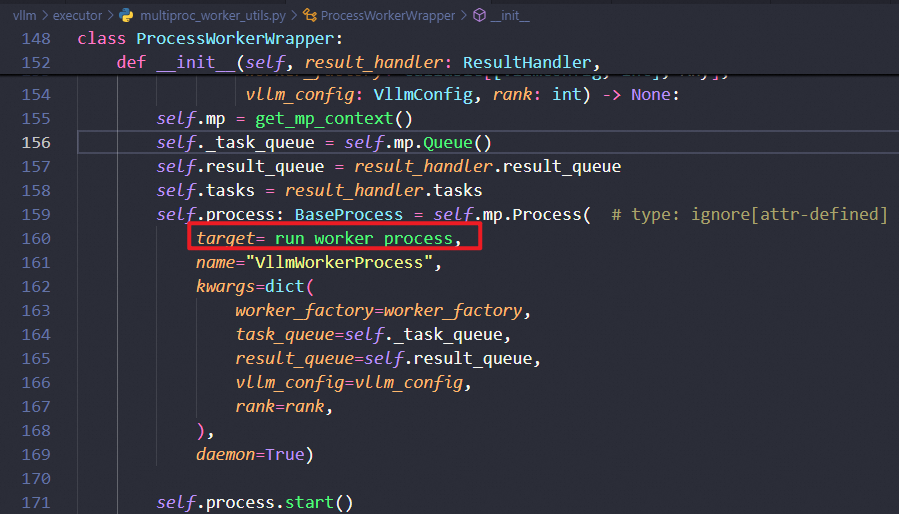 vllm > executor > multiproc_worker_utils.py > ProcessWorkerWrapper > __init__
148 class ProcessWorkerWrapper:
152 def __init__(self, result_handler: ResultHandler,
154 vllm_config: VllmConfig, rank: int) -> None:
155 self.mp = get_mp_context()
156 self._task_queue = self.mp.Queue()
157 self.result_queue = result_handler.result_queue
158 self.tasks = result_handler.tasks
159 self.process: BaseProcess = self.mp.Process(  # type: ignore[attr-defined]
160 target=_run_worker_process,
161 name="VllmWorkerProcess",
162 kwargs=dict(
163 worker_factory=worker_factory,
164 task_queue=self._task_queue,
165 result_queue=self.result_queue,
166 vllm_config=vllm_config,
167 rank=rank,
168 ),
169 daemon=True)
170
171 self.process.start()